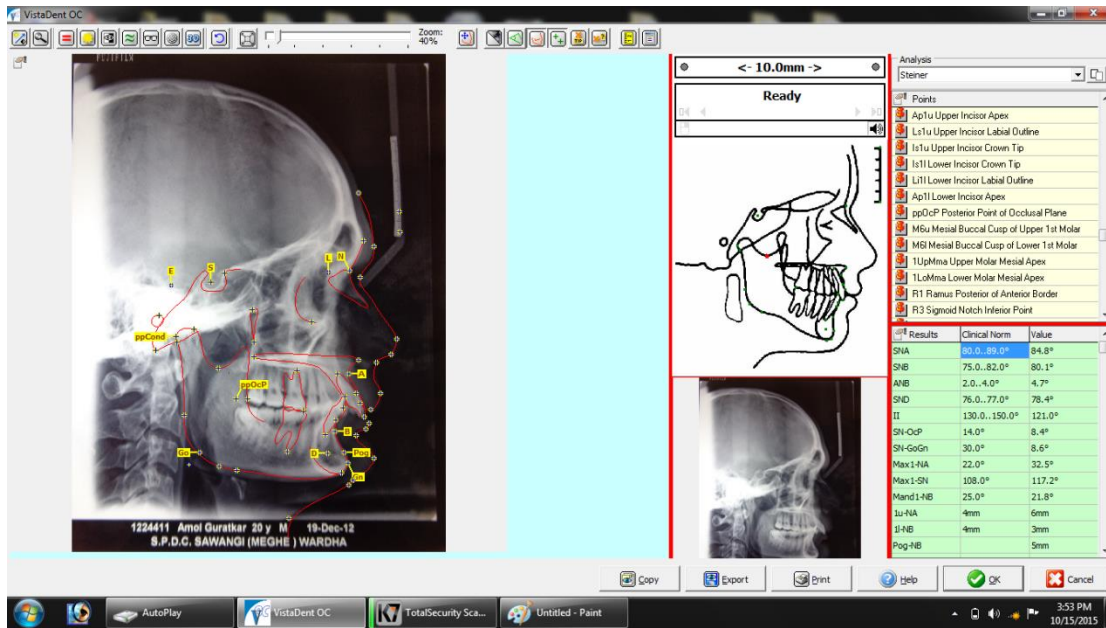 VistaDent OC
Zoom:
40%
FUJIFILM
L N
E S
ppCond
A
ppOcP
B
Go D Pog
Gn
1224411 Amol Guratkar 20 y M 19-Dec-12
S.P.D.C. SAWANGI (MEGHE) WARDHA
<- 10.0mm ->
Ready
Analysis
Steiner
Points
Ap1u Upper Incisor Apex
Ls1u Upper Incisor Labial Outline
Is1u Upper Incisor Crown Tip
Is1l Lower Incisor Crown Tip
Li1l Lower Incisor Labial Outline
Ap1l Lower Incisor Apex
ppOcP Posterior Point of Occlusal Plane
M6u Mesial Buccal Cusp of Upper 1st Molar
M6l Mesial Buccal Cusp of Lower 1st Molar
1UpMma Upper Molar Mesial Apex
1LoMma Lower Molar Mesial Apex
R1 Ramus Posterior of Anterior Border
R3 Sigmoid Notch Inferior Point
Results Clinical Norm Value
SNA 80.0..89.0° 84.8°
SNB 75.0..82.0° 80.1°
ANB 2.0..4.0° 4.7°
SND 76.0..77.0° 78.4°
II 130.0..150.0° 121.0°
SN-OcP 14.0° 8.4°
SN-GoGn 30.0° 8.6°
Max1-NA 22.0° 32.5°
Max1-SN 108.0° 117.2°
Mand1-NB 25.0° 21.8°
1u-NA 4mm 6mm
1l-NB 4mm 3mm
Pog-NB 5mm
Copy Export Print Help OK Cancel
AutoPlay VistaDent OC TotalSecurity Sca... Untitled - Paint
3:53 PM
10/15/2015